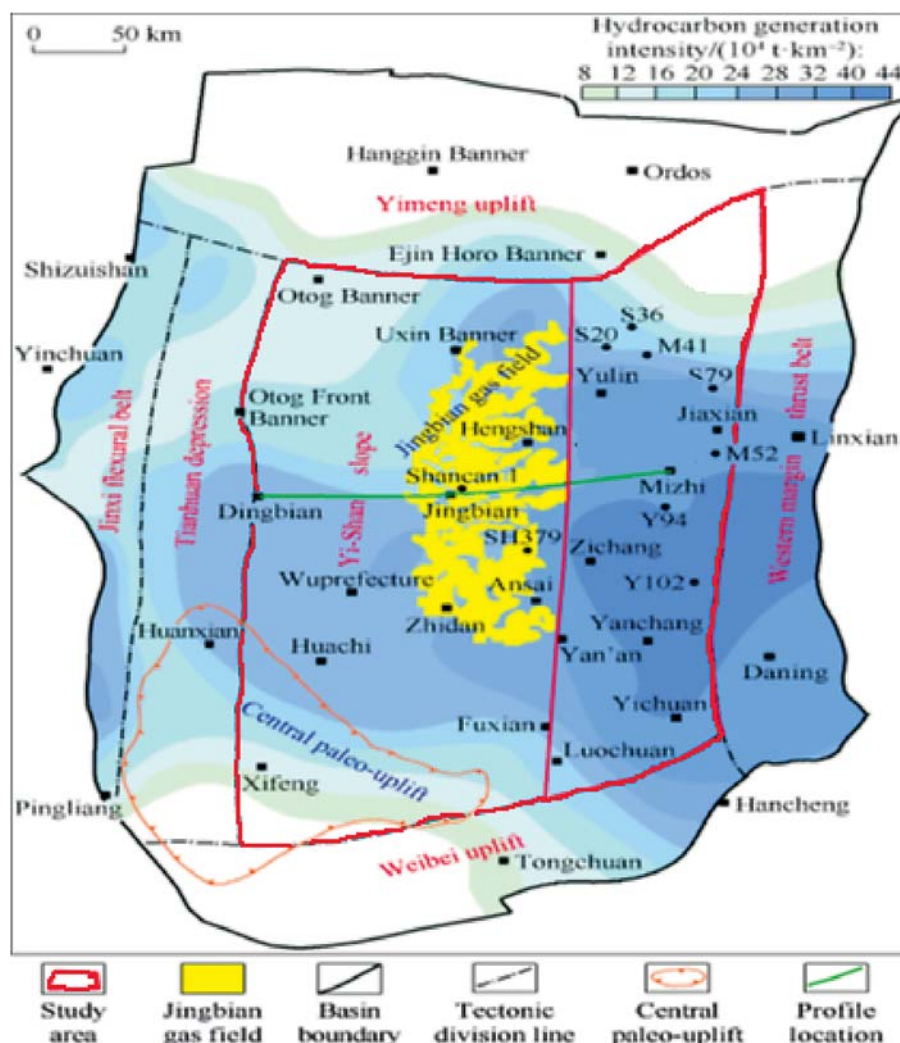 0 50 km
Hydrocarbon generation
intensity/(10⁴ t·km⁻²):
8 12 16 20 24 28 32 40 44
Hanggin Banner
Ordos
Yimeng uplift
Ejin Horo Banner
Shizuishan
Otog Banner
S36
Uxin Banner
S20
M41
Yinchuan
Jingbian gas field
Yulin
S79
Otog Front
Banner
Jiaxian
Hengshan
Linxian
Jinxi flexural belt
Tianhuan depression
Yi-Shan slope
Western margin thrust belt
M52
Shancan 1
Mizhi
Dingbian
Jingbian
Y94
SH379
Zichang
Wuprefecture
Ansai
Y102
Zhidan
Yanchang
Huanxian
Huachi
Yan'an
Daning
Central paleo-uplift
Fuxian
Yichuan
Luochuan
Xifeng
Pingliang
Hancheng
Weibei uplift
Tongchuan
Study
area
Jingbian
gas field
Basin
boundary
Tectonic
division line
Central
paleo-uplift
Profile
location